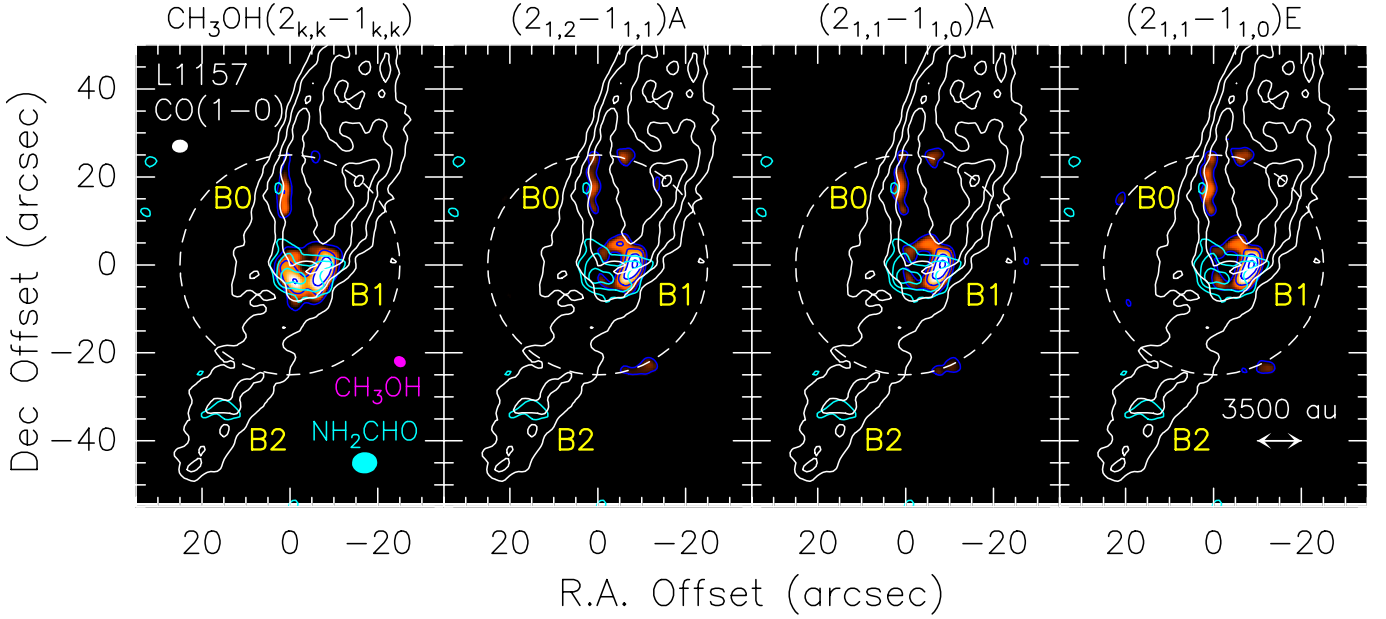 CH₃OH(2ₖ,ₖ−1ₖ,ₖ) (2₁,₂−1₁,₁)A (2₁,₁−1₁,₀)A (2₁,₁−1₁,₀)E
L1157
CO(1−0)
40
20
0
−20
−40
Dec Offset (arcsec)
B0 B0 B0 B0
B1 B1 B1 B1
CH₃OH
NH₂CHO
3500 au
B2 B2 B2 B2
20 0 −20 20 0 −20 20 0 −20 20 0 −20
R.A. Offset (arcsec)